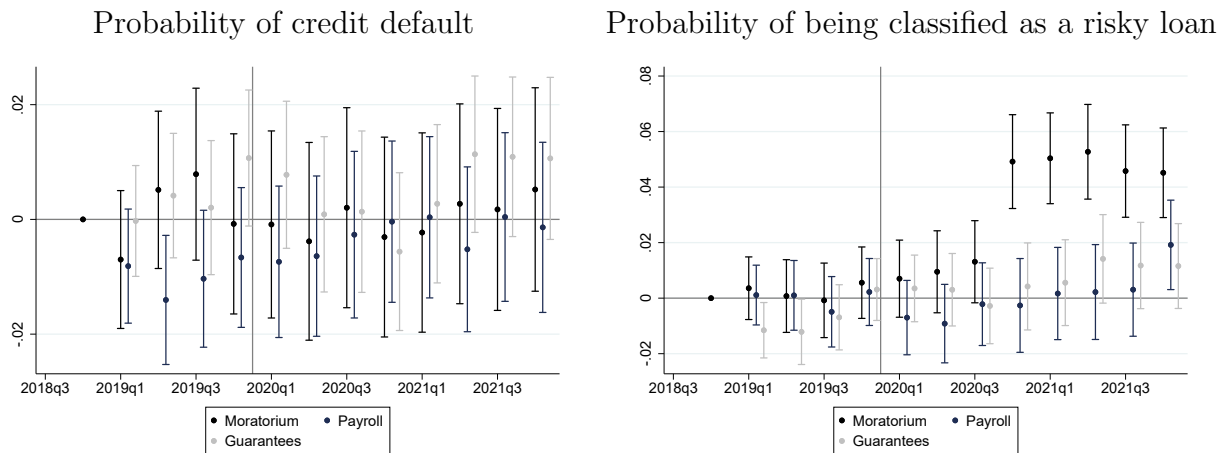 Probability of credit default
.02
0
-.02
2018q3 2019q1 2019q3 2020q1 2020q3 2021q1 2021q3
Moratorium Payroll
Guarantees
Probability of being classified as a risky loan
.08
.06
.04
.02
0
-.02
2018q3 2019q1 2019q3 2020q1 2020q3 2021q1 2021q3
Moratorium Payroll
Guarantees